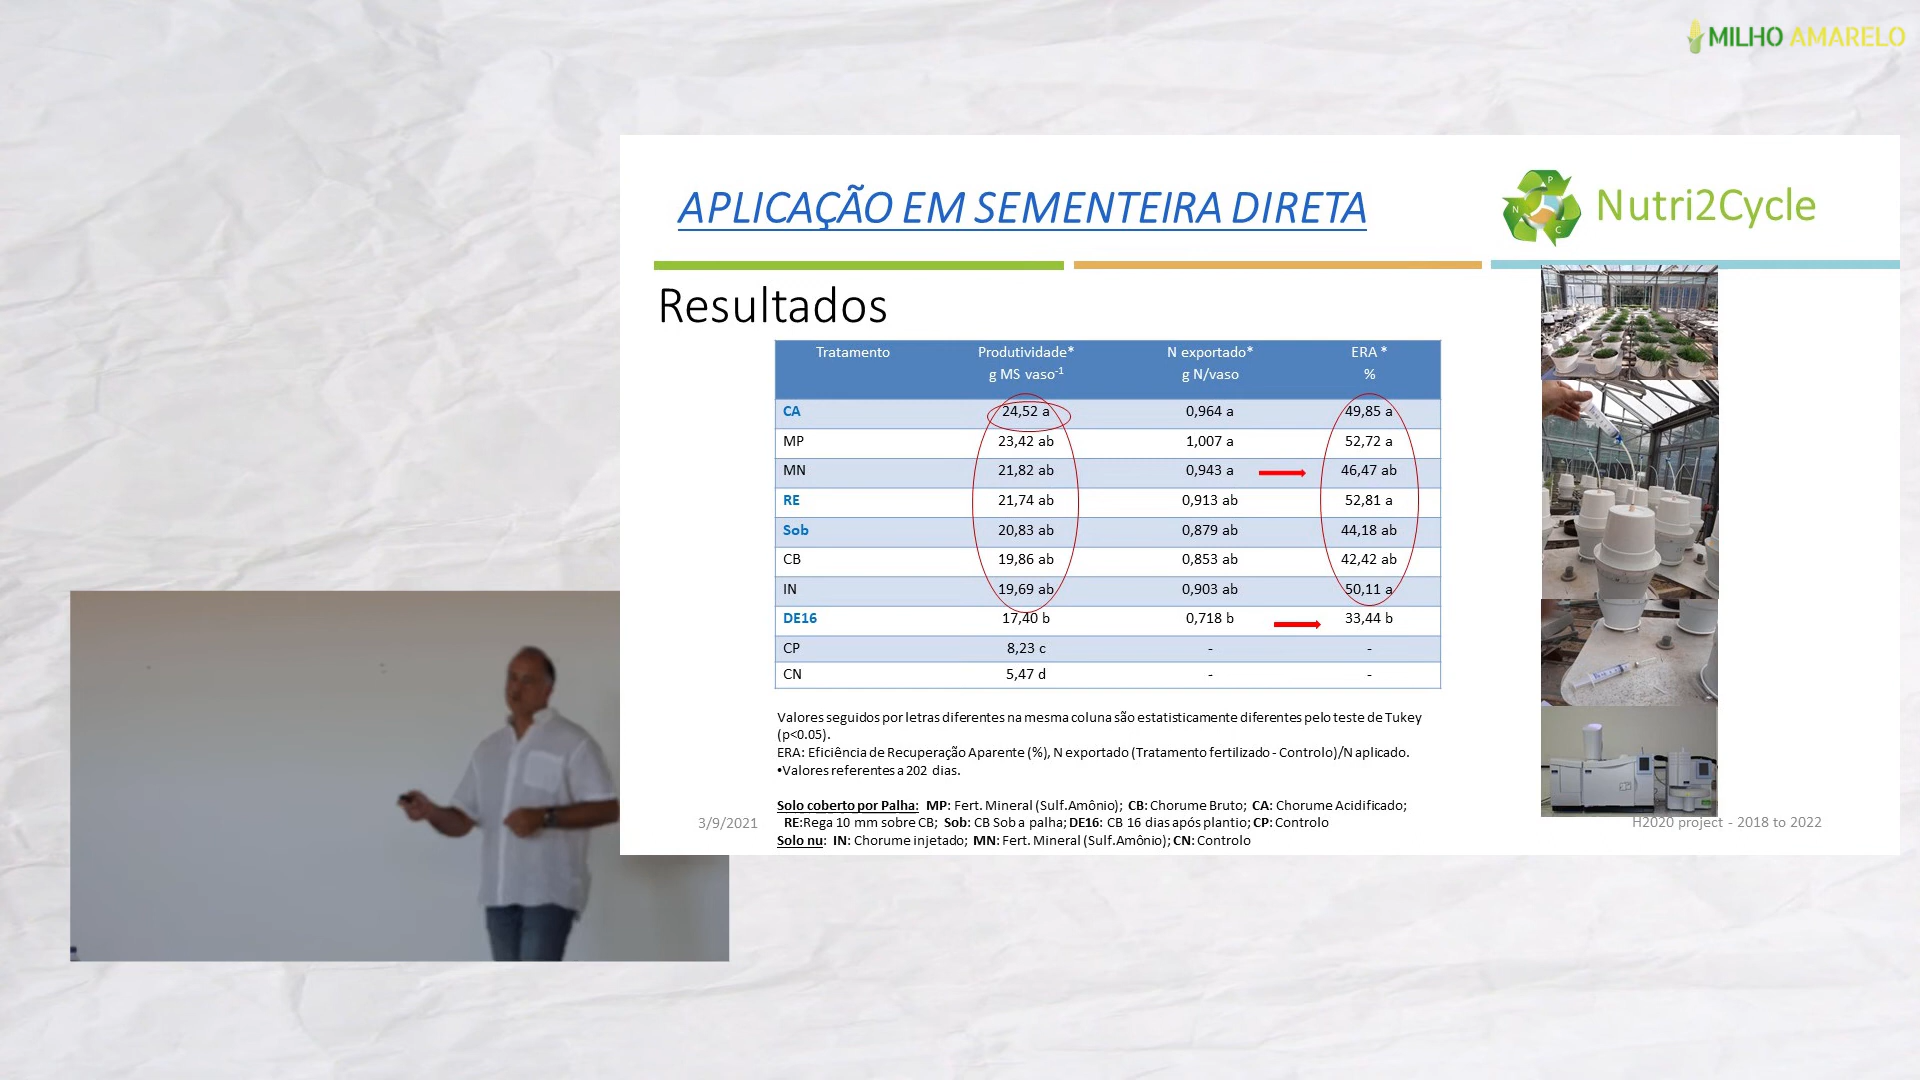 MILHO AMARELO
APLICAÇÃO EM SEMENTEIRA DIRETA
P
N
C
Nutri2Cycle
Resultados
Tratamento Produtividade* N exportado* ERA *
g MS vaso-1 g N/vaso %
CA 24,52 a 0,964 a 49,85 a
MP 23,42 ab 1,007 a 52,72 a
MN 21,82 ab 0,943 a 46,47 ab
RE 21,74 ab 0,913 ab 52,81 a
Sob 20,83 ab 0,879 ab 44,18 ab
CB 19,86 ab 0,853 ab 42,42 ab
IN 19,69 ab 0,903 ab 50,11 a
DE16 17,40 b 0,718 b 33,44 b
CP 8,23 c - -
CN 5,47 d - -
Valores seguidos por letras diferentes na mesma coluna são estatisticamente diferentes pelo teste de Tukey
(p<0.05).
ERA: Eficiência de Recuperação Aparente (%), N exportado (Tratamento fertilizado - Controlo)/N aplicado.
•Valores referentes a 202 dias.
Solo coberto por Palha: MP: Fert. Mineral (Sulf.Amônio); CB: Chorume Bruto; CA: Chorume Acidificado;
RE:Rega 10 mm sobre CB; Sob: CB Sob a palha; DE16: CB 16 dias após plantio; CP: Controlo
Solo nu: IN: Chorume injetado; MN: Fert. Mineral (Sulf.Amônio); CN: Controlo
3/9/2021
H2020 project - 2018 to 2022